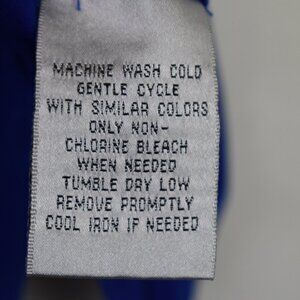 MACHINE WASH COLD
GENTLE CYCLE
WITH SIMILAR COLORS
ONLY NON-
CHLORINE BLEACH
WHEN NEEDED
TUMBLE DRY LOW
REMOVE PROMPTLY
COOL IRON IF NEEDED